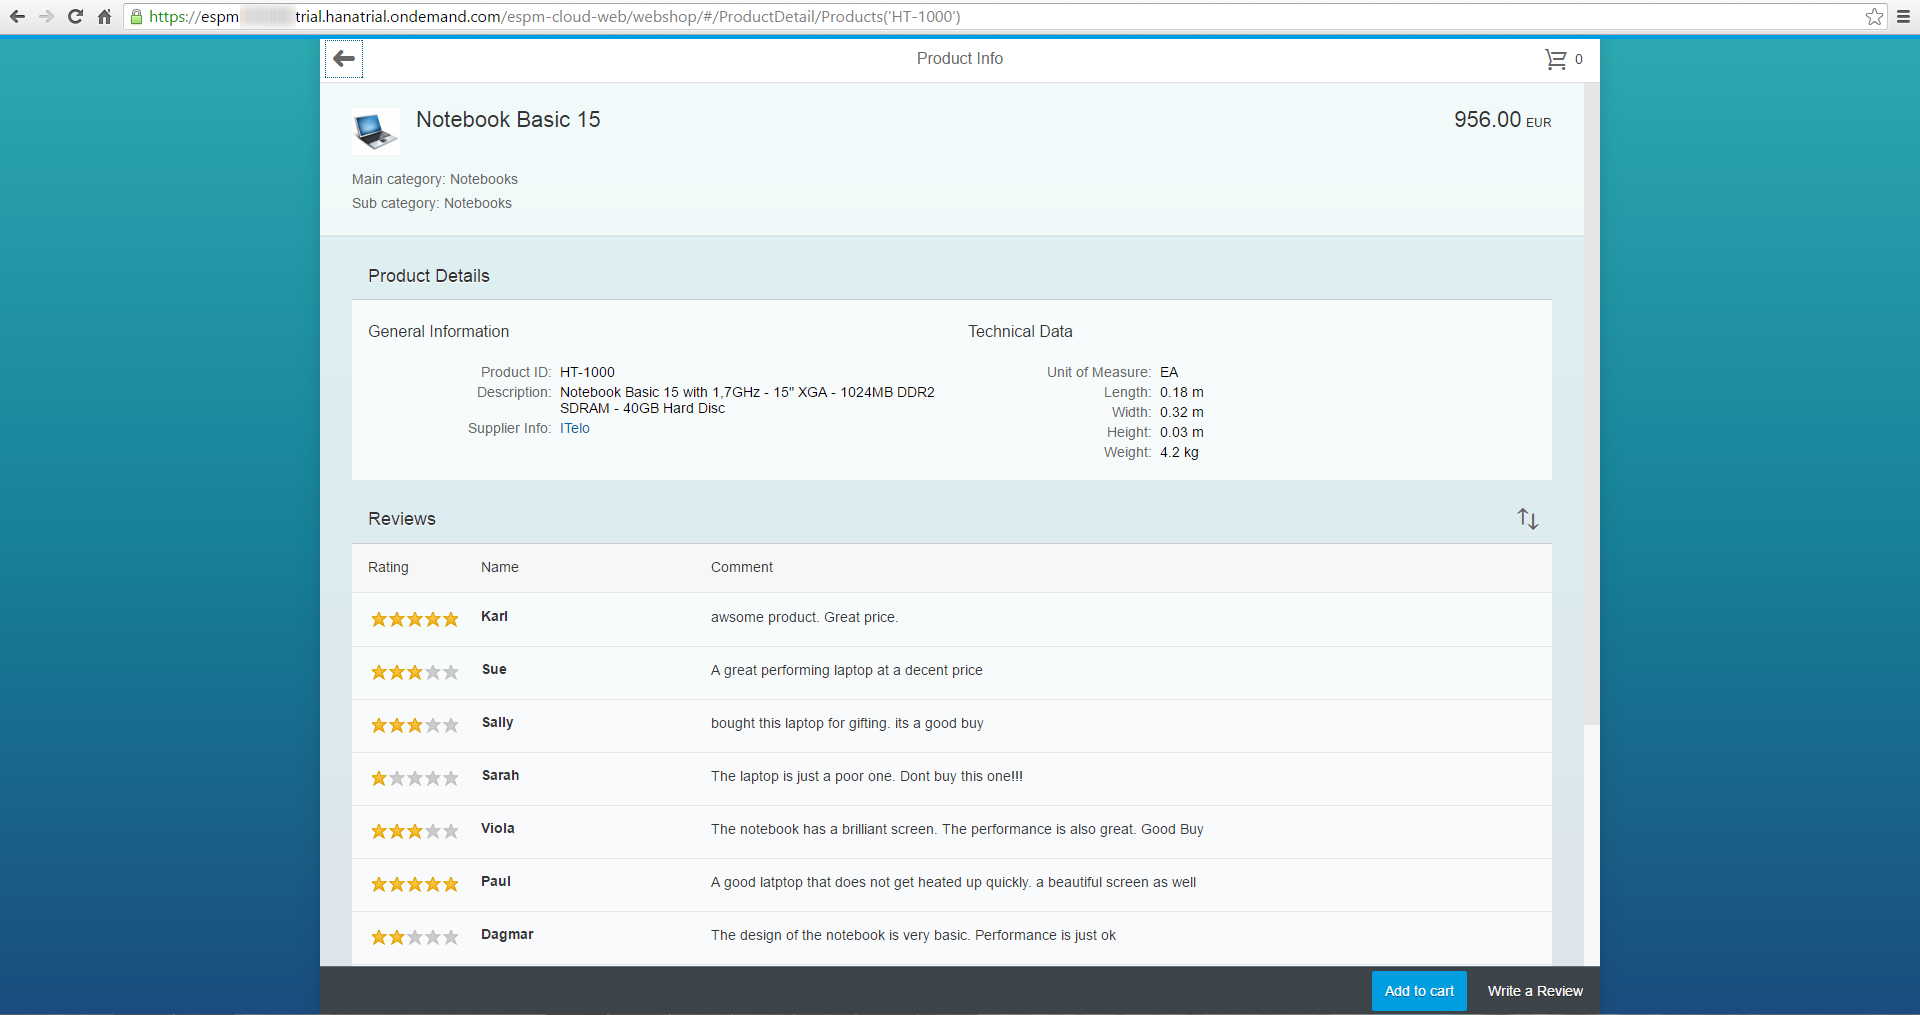 https://espm trial.hanatrial.ondemand.com/espm-cloud-web/webshop/#/ProductDetail/Products('HT-1000')
Product Info
0
Notebook Basic 15
956.00 EUR
Main category: Notebooks
Sub category: Notebooks
Product Details
General Information
Product ID: HT-1000
Description: Notebook Basic 15 with 1,7GHz - 15" XGA - 1024MB DDR2
SDRAM - 40GB Hard Disc
Supplier Info: ITelo
Technical Data
Unit of Measure: EA
Length: 0.18 m
Width: 0.32 m
Height: 0.03 m
Weight: 4.2 kg
Reviews
Rating Name Comment
Karl awsome product. Great price.
Sue A great performing laptop at a decent price
Sally bought this laptop for gifting. its a good buy
Sarah The laptop is just a poor one. Dont buy this one!!!
Viola The notebook has a brilliant screen. The performance is also great. Good Buy
Paul A good latptop that does not get heated up quickly. a beautiful screen as well
Dagmar The design of the notebook is very basic. Performance is just ok
Add to cart Write a Review